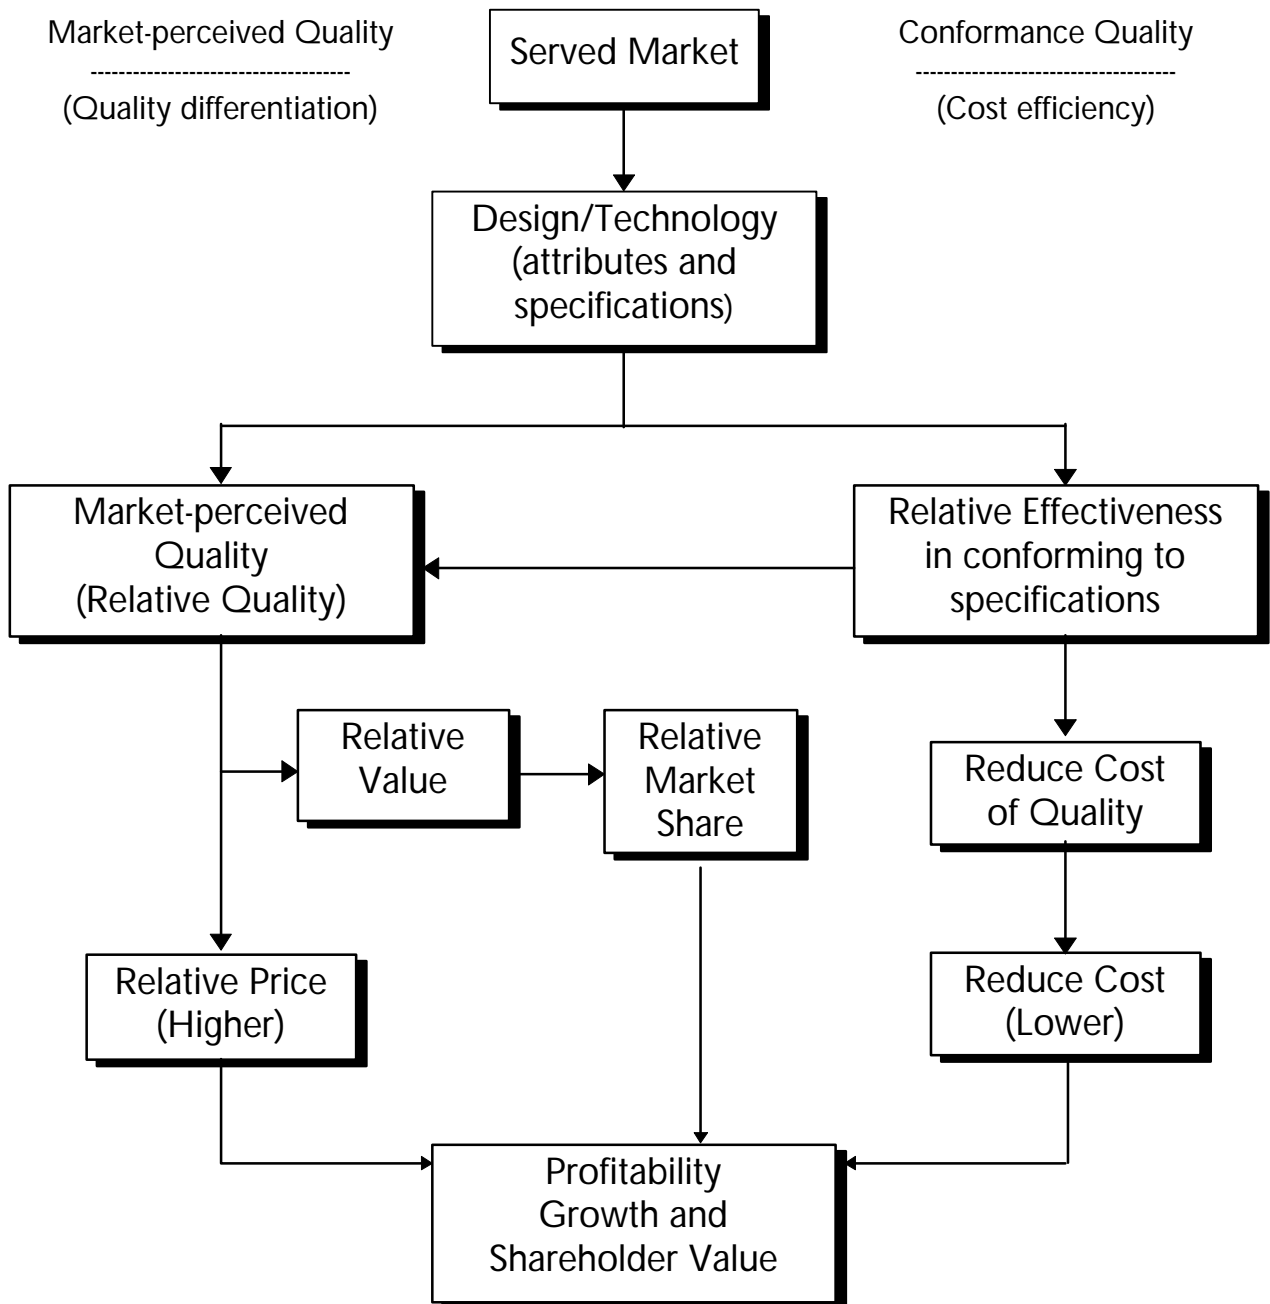 Market-perceived Quality
-------------------------------------
(Quality differentiation)
Served Market
Conformance Quality
-------------------------------------
(Cost efficiency)
Design/Technology
(attributes and
specifications)
Market-perceived
Quality
(Relative Quality)
Relative Effectiveness
in conforming to
specifications
Relative
Value
Relative
Market
Share
Reduce Cost
of Quality
Relative Price
(Higher)
Reduce Cost
(Lower)
Profitability
Growth and
Shareholder Value